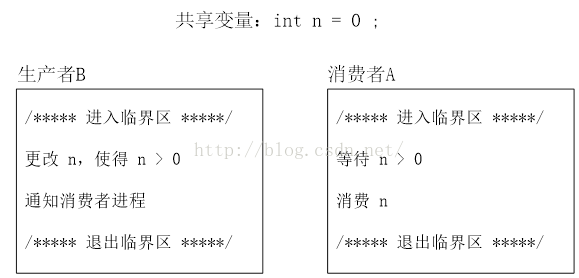 共享变量：int n = 0 ;
生产者B
/***** 进入临界区 *****/
更改 n，使得 n > 0
通知消费者进程
/***** 退出临界区 *****/
消费者A
/***** 进入临界区 *****/
等待 n > 0
消费 n
/***** 退出临界区 *****/
http://blog.csdn.net/